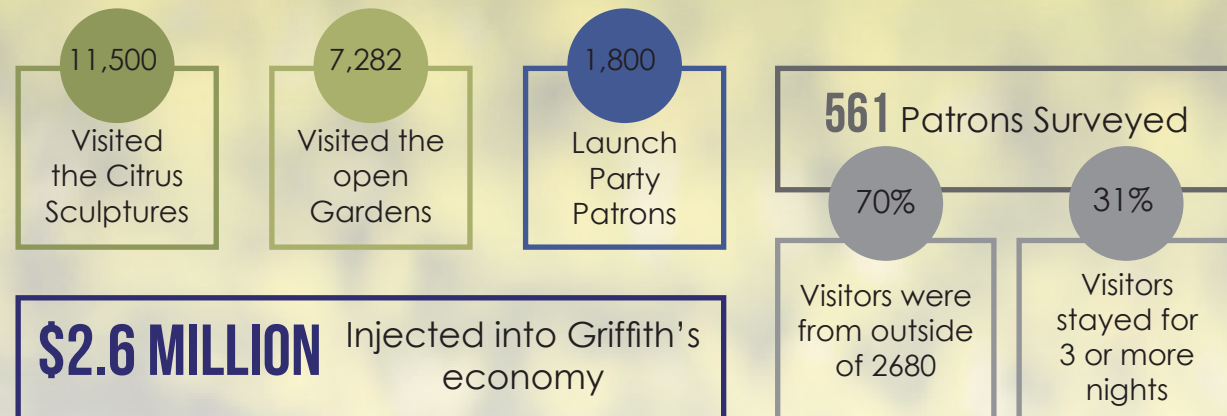 11,500
Visited
the Citrus
Sculptures
7,282
Visited the
open
Gardens
1,800
Launch
Party
Patrons
561 Patrons Surveyed
70%
Visitors were
from outside
of 2680
31%
Visitors
stayed for
3 or more
nights
$2.6 MILLION
Injected into Griffith's
economy